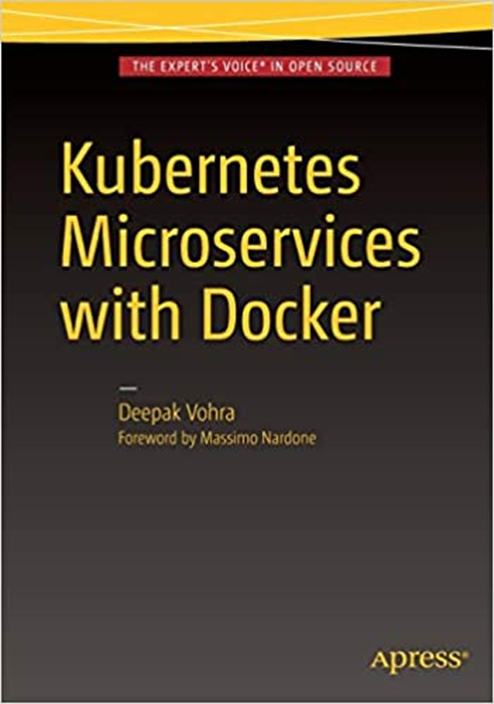 THE EXPERT'S VOICE® IN OPEN SOURCE
Kubernetes
Microservices
with Docker
Deepak Vohra
Foreword by Massimo Nardone
Apress®